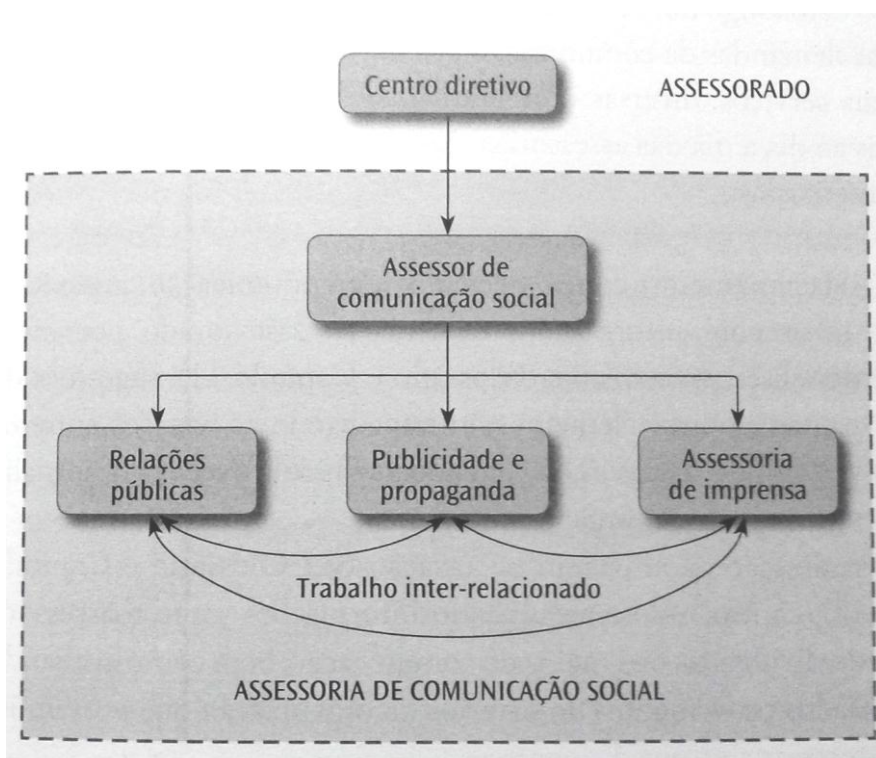 Centro diretivo
ASSESSORADO
Assessor de
comunicação social
Relações
públicas
Publicidade e
propaganda
Assessoria
de imprensa
Trabalho inter-relacionado
ASSESSORIA DE COMUNICAÇÃO SOCIAL